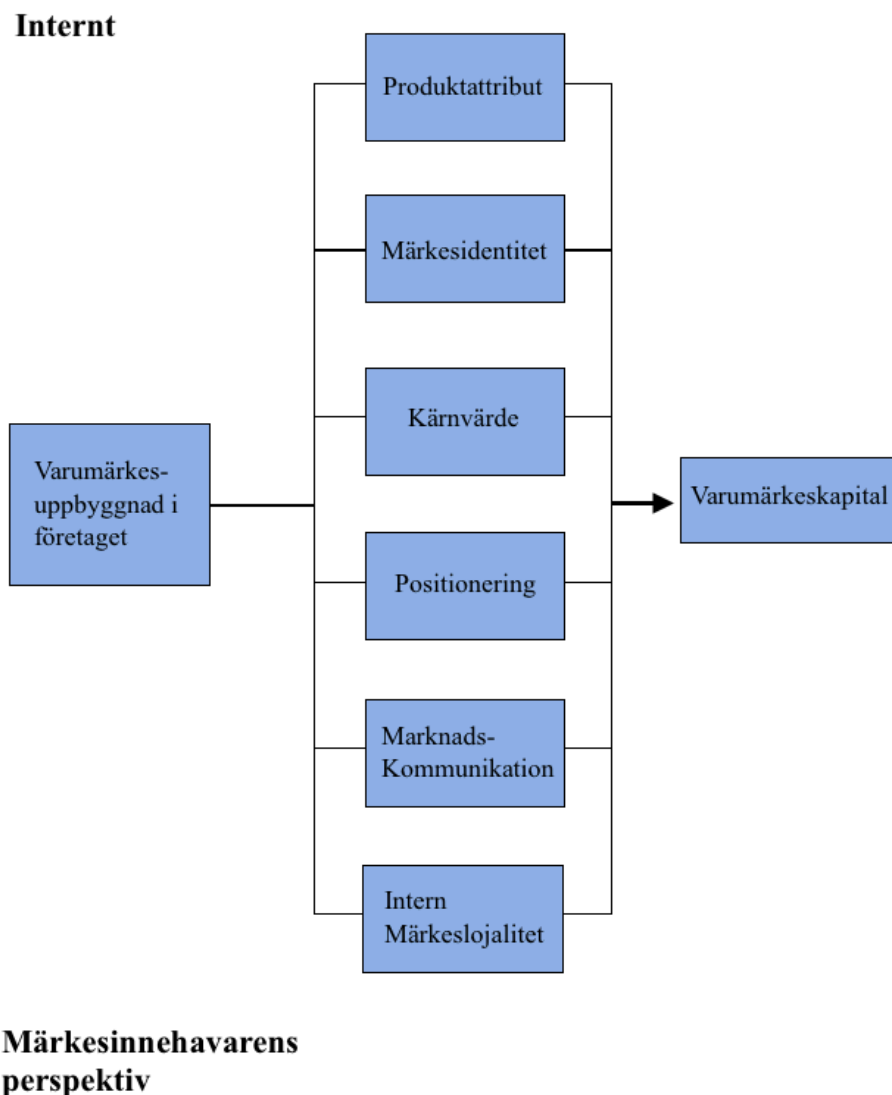 Internt
Produktattribut
Märkesidentitet
Kärnvärde
Varumärkes-
uppbyggnad i
företaget
Varumärkeskapital
Positionering
Marknads-
Kommunikation
Intern
Märkeslojalitet
Märkesinnehavarens
perspektiv